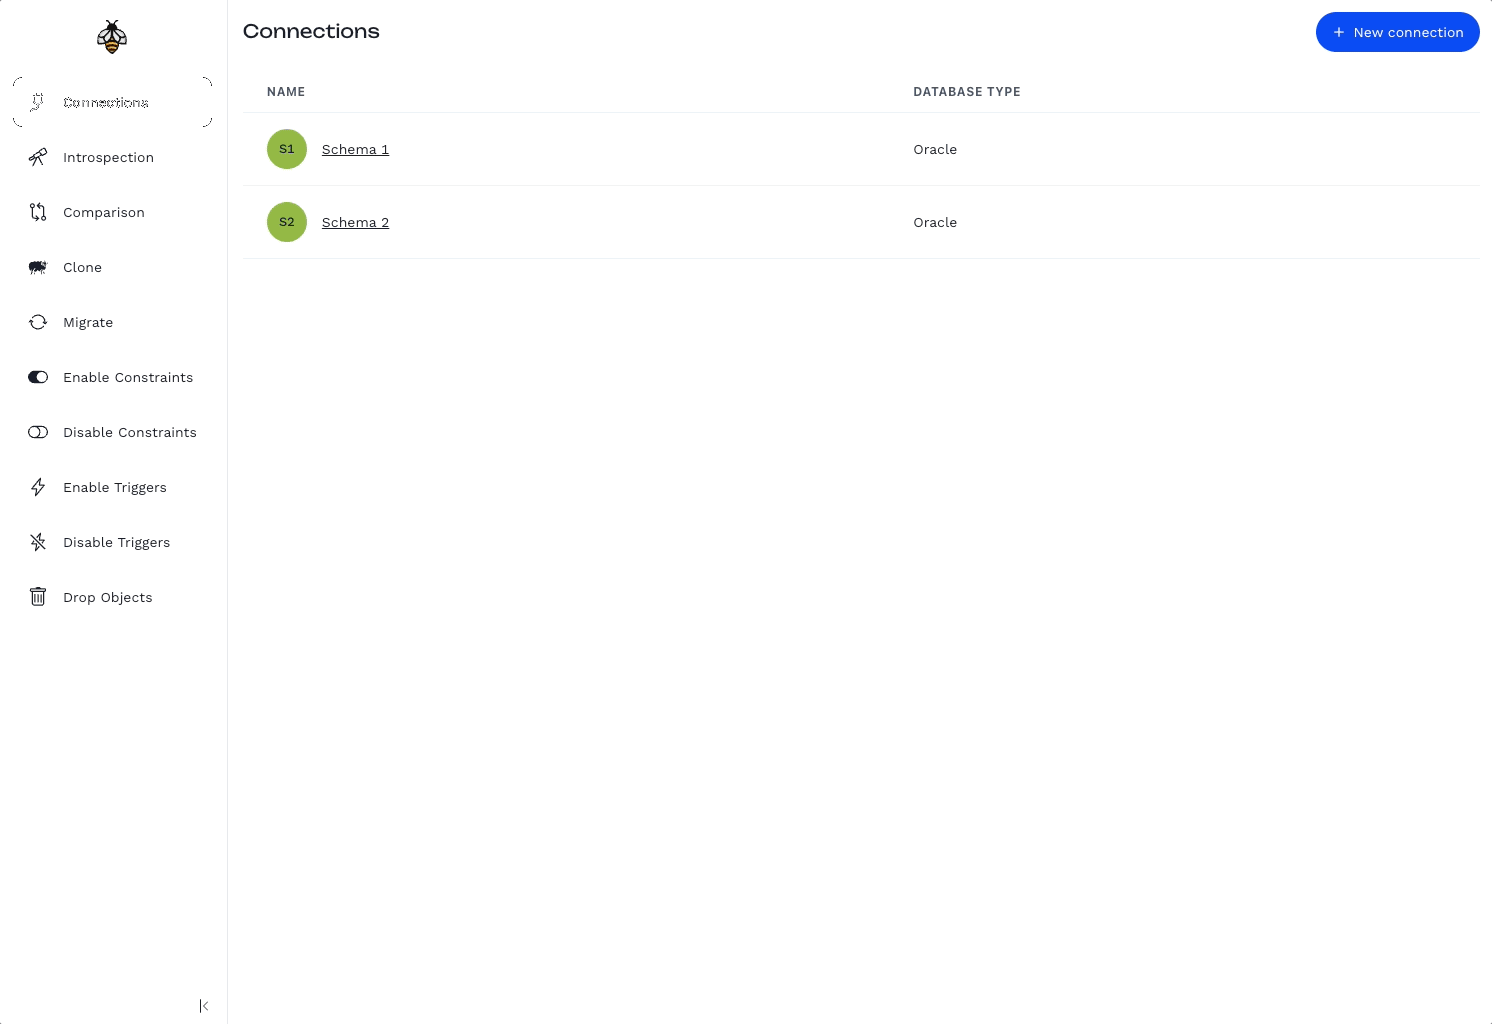 Connections
Introspection
Comparison
Clone
Migrate
Enable Constraints
Disable Constraints
Enable Triggers
Disable Triggers
Drop Objects
Connections
+ New connection
NAME DATABASE TYPE
S1 Schema 1 Oracle
S2 Schema 2 Oracle